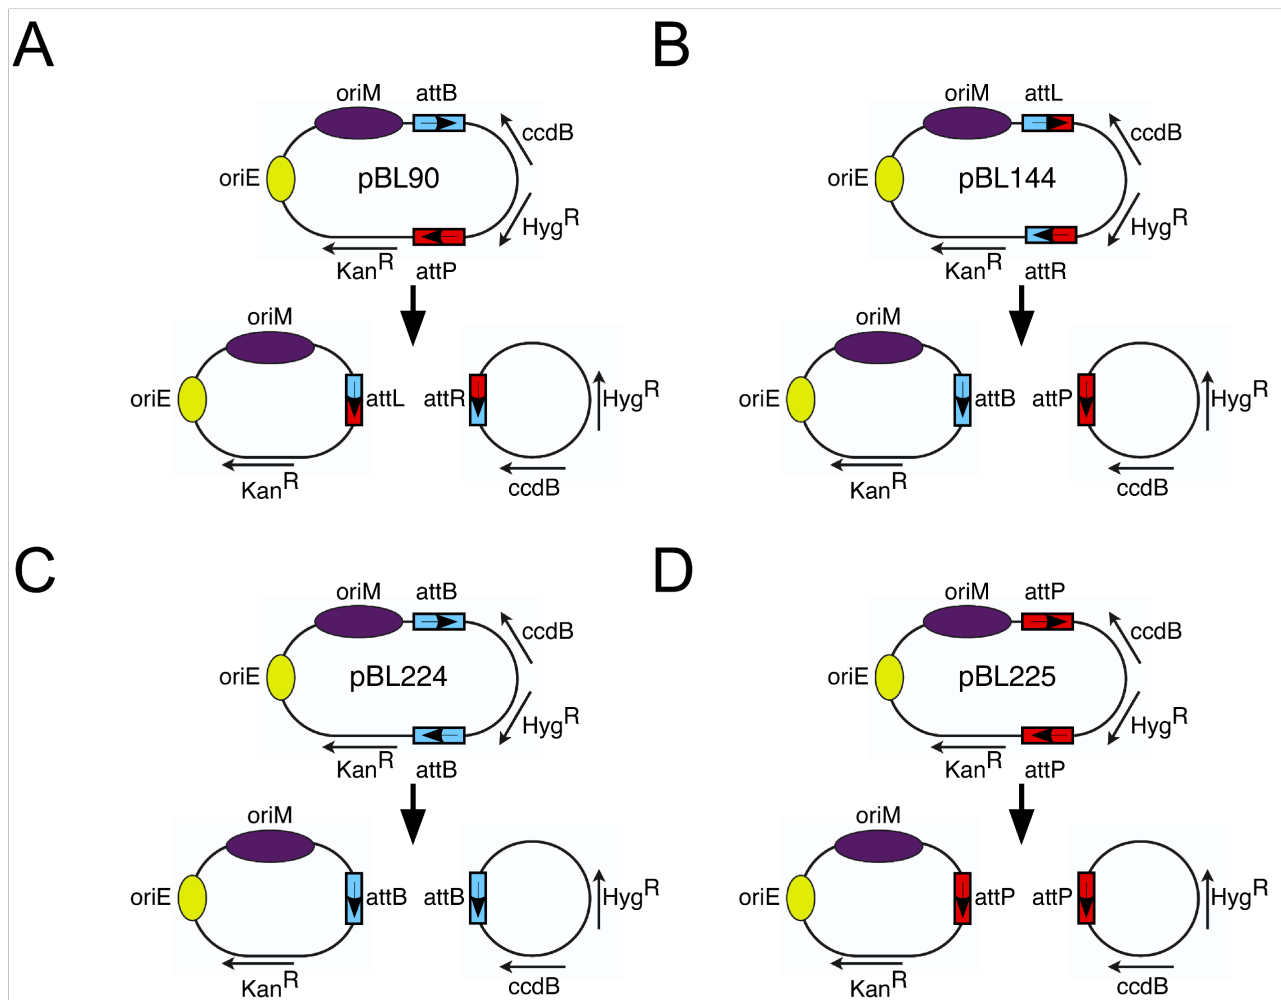 A
B
oriM attB
ccdB
oriE
pBL90
HygR
KanR attP
oriM
oriE
attL
attR
HygR
KanR
ccdB
oriM attL
ccdB
oriE
pBL144
HygR
KanR attR
oriM
oriE
attB
attP
HygR
KanR
ccdB
C
D
oriM attB
ccdB
oriE
pBL224
HygR
KanR attB
oriM
oriE
attB
attB
HygR
KanR
ccdB
oriM attP
ccdB
oriE
pBL225
HygR
KanR attP
oriM
oriE
attP
attP
HygR
KanR
ccdB